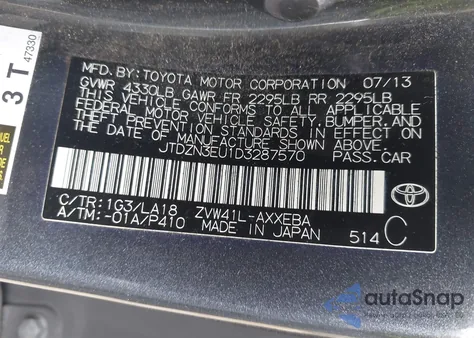 MFD. BY: TOYOTA MOTOR CORPORATION 07/13
GVWR 4330LB GAWR FR 2295LB RR 2295LB
THIS VEHICLE CONFORMS TO ALL APPLICABLE
FEDERAL MOTOR VEHICLE SAFETY, BUMPER, AND
THEFT PREVENTION STANDARDS IN EFFECT ON
THE DATE OF MANUFACTURE SHOWN ABOVE.
JTDZN3EU1D3287570 PASS.CAR
C/TR: 1G3/LA18 ZVW41L-AXXEBA
A/TM: -01A/P410 MADE IN JAPAN
514 C
TOYOTA
3 T
47330
autoSnap